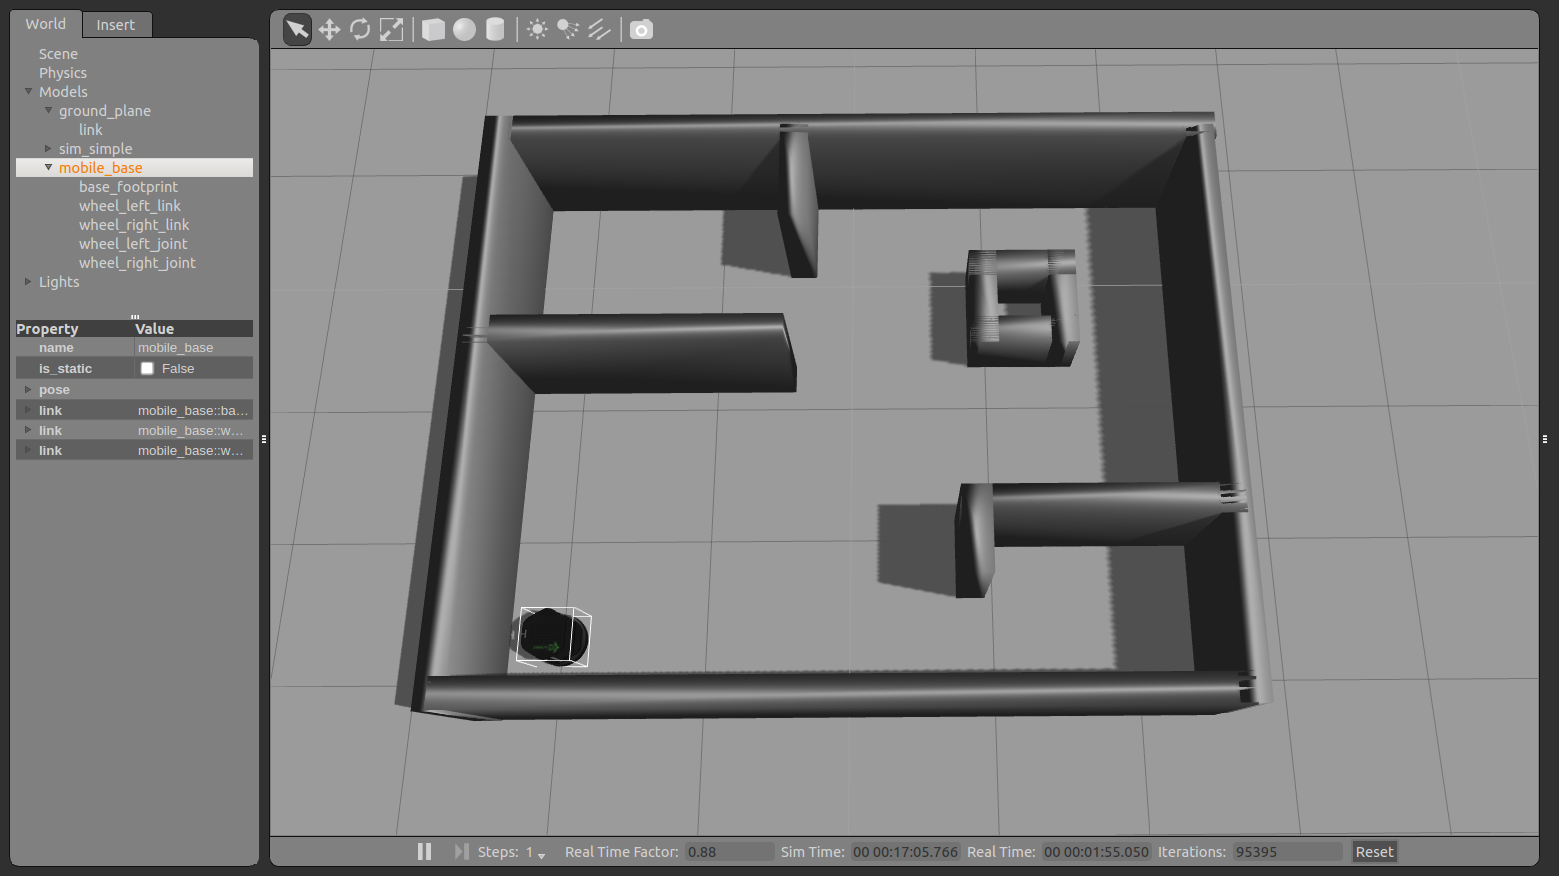 World Insert
Scene
Physics
Models
ground_plane
link
sim_simple
mobile_base
base_footprint
wheel_left_link
wheel_right_link
wheel_left_joint
wheel_right_joint
Lights
Property Value
name mobile_base
is_static False
pose
link mobile_base::ba...
link mobile_base::w...
link mobile_base::w...
Steps: 1 Real Time Factor: 0.88 Sim Time: 00 00:17:05.766 Real Time: 00 00:01:55.050 Iterations: 95395 Reset